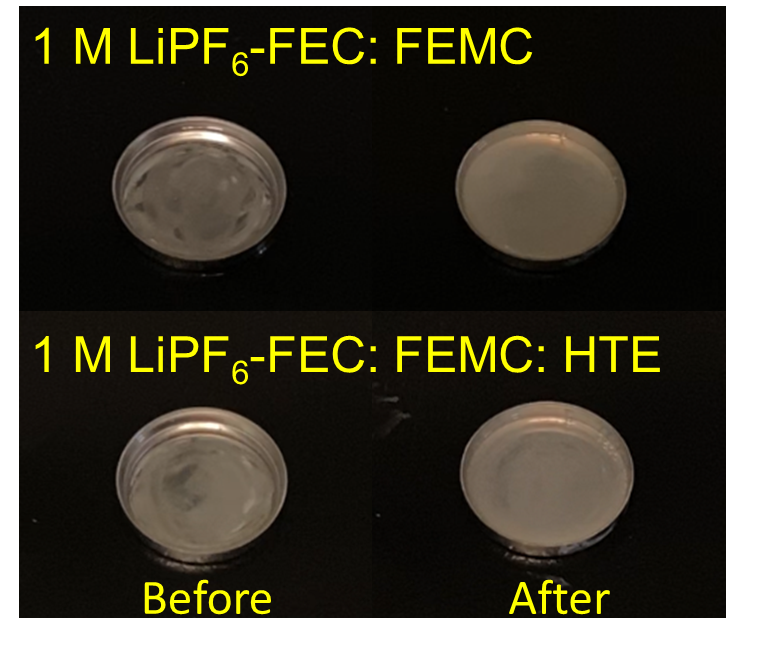 1 M LiPF₆-FEC: FEMC
1 M LiPF₆-FEC: FEMC: HTE
Before
After